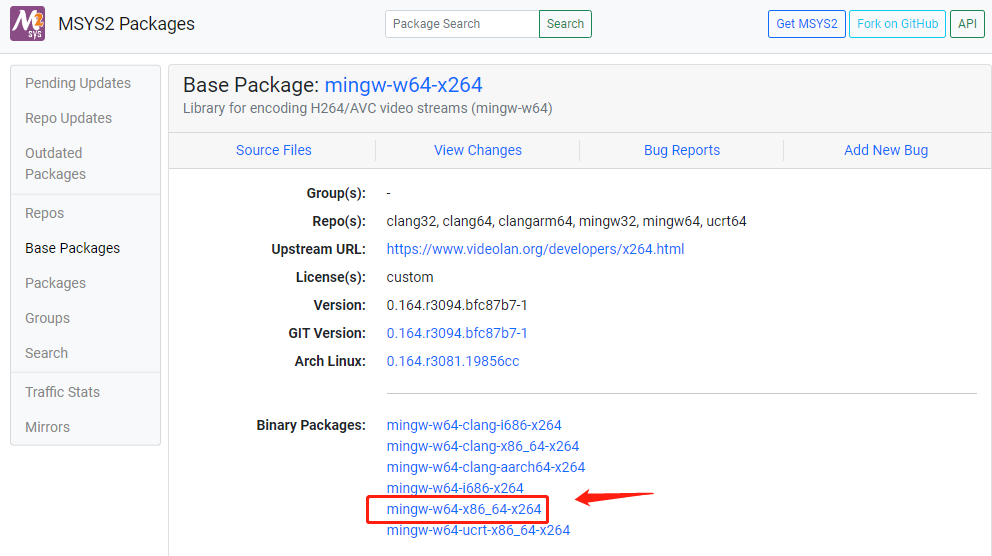 M2
sys
MSYS2 Packages
Package Search
Search
Get MSYS2
Fork on GitHub
API
Pending Updates
Repo Updates
Outdated
Packages
Repos
Base Packages
Packages
Groups
Search
Traffic Stats
Mirrors
Base Package: mingw-w64-x264
Library for encoding H264/AVC video streams (mingw-w64)
Source Files
View Changes
Bug Reports
Add New Bug
Group(s): -
Repo(s): clang32, clang64, clangarm64, mingw32, mingw64, ucrt64
Upstream URL: https://www.videolan.org/developers/x264.html
License(s): custom
Version: 0.164.r3094.bfc87b7-1
GIT Version: 0.164.r3094.bfc87b7-1
Arch Linux: 0.164.r3081.19856cc
Binary Packages: mingw-w64-clang-i686-x264
mingw-w64-clang-x86_64-x264
mingw-w64-clang-aarch64-x264
mingw-w64-i686-x264
mingw-w64-x86_64-x264
mingw-w64-ucrt-x86_64-x264